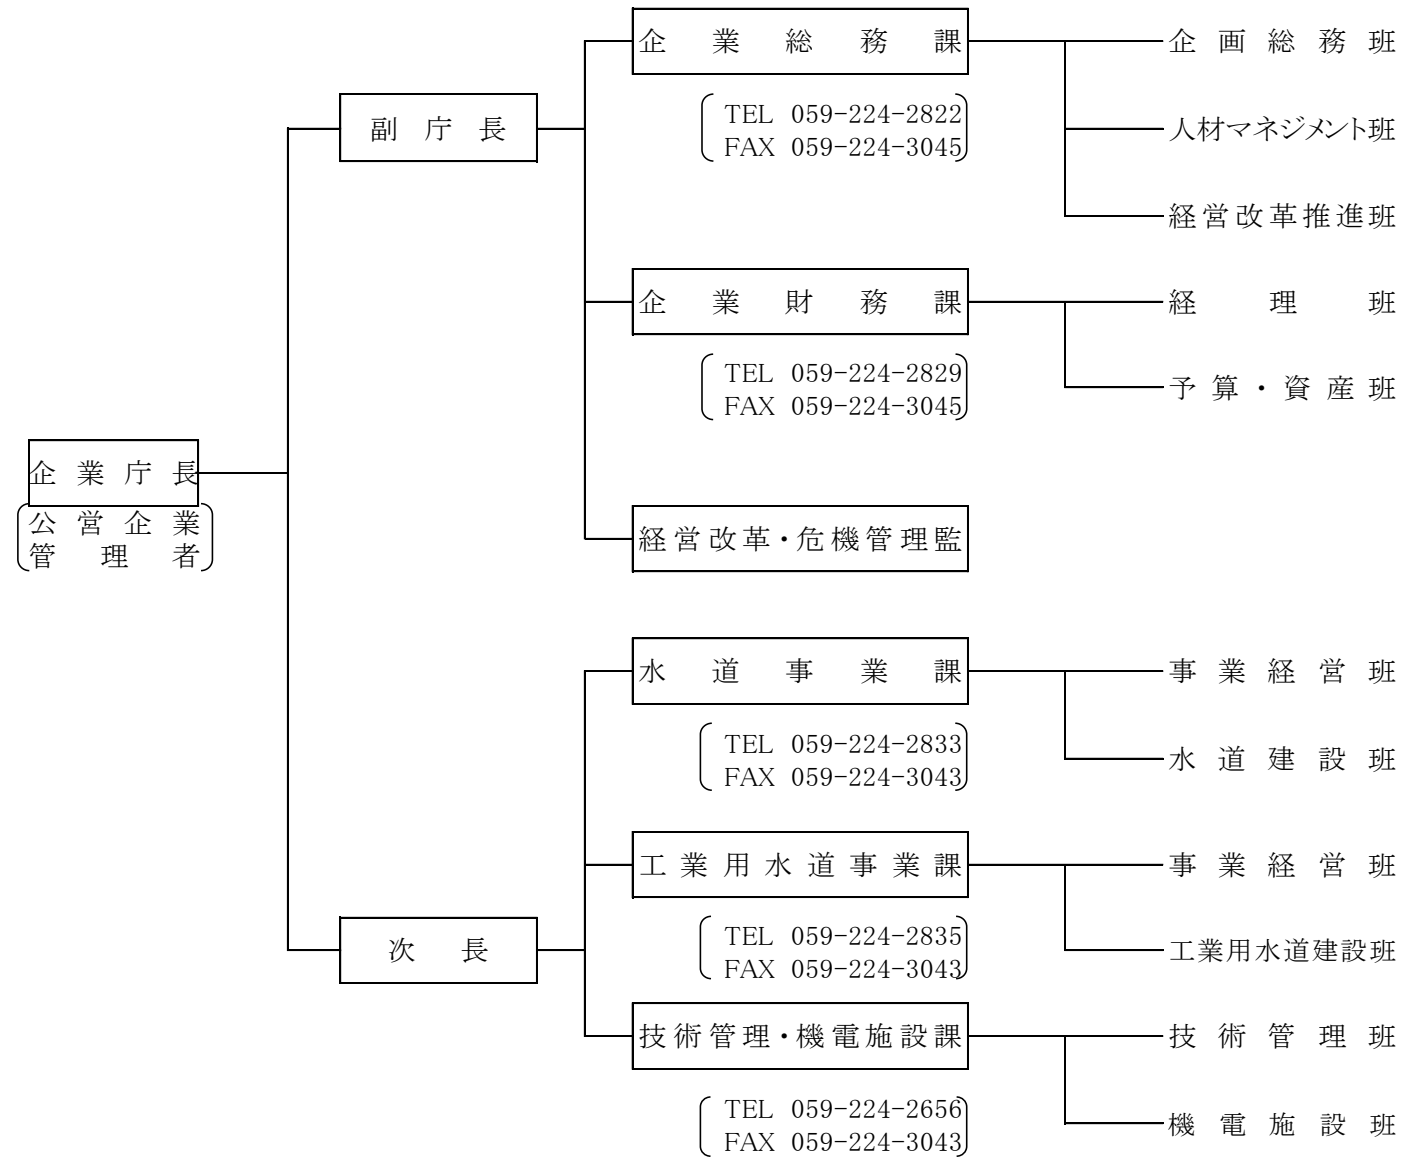 企業総務課
企画総務班
TEL 059-224-2822
FAX 059-224-3045
副庁長
人材マネジメント班
経営改革推進班
企業財務課
経理班
TEL 059-224-2829
FAX 059-224-3045
予算・資産班
企業庁長
公営企業
管理者
経営改革・危機管理監
水道事業課
事業経営班
TEL 059-224-2833
FAX 059-224-3043
水道建設班
工業用水道事業課
事業経営班
TEL 059-224-2835
FAX 059-224-3043
次長
工業用水道建設班
技術管理・機電施設課
技術管理班
TEL 059-224-2656
FAX 059-224-3043
機電施設班